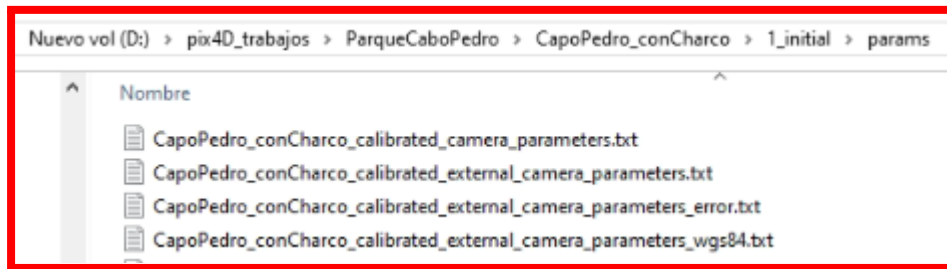 Nuevo vol (D:) > pix4D_trabajos > ParqueCaboPedro > CapoPedro_conCharco > 1_initial > params
Nombre
CapoPedro_conCharco_calibrated_camera_parameters.txt
CapoPedro_conCharco_calibrated_external_camera_parameters.txt
CapoPedro_conCharco_calibrated_external_camera_parameters_error.txt
CapoPedro_conCharco_calibrated_external_camera_parameters_wgs84.txt